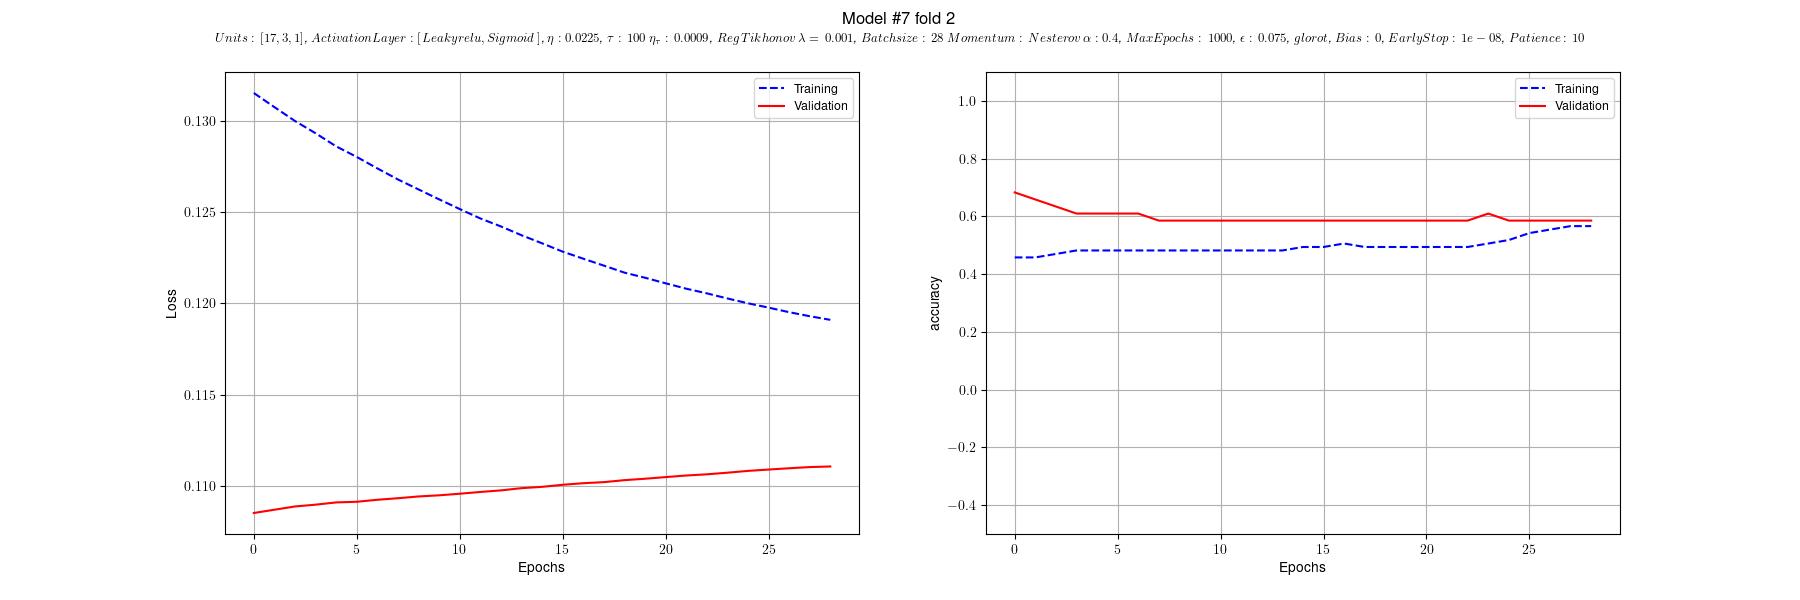 Model #7 fold 2
Units : [17, 3, 1], ActivationLayer : [Leakyrelu, Sigmoid ], η : 0.0225, τ : 100 ητ : 0.0009, RegTikhonov λ = 0.001, Batchsize : 28 Momentum : Nesterov α : 0.4, MaxEpochs : 1000, ϵ : 0.075, glorot, Bias : 0, EarlyStop : 1e − 08, Patience : 10
Training
Validation
0.130
0.125
0.120
0.115
0.110
Loss
0 5 10 15 20 25
Epochs
Training
Validation
1.0
0.8
0.6
0.4
0.2
0.0
−0.2
−0.4
accuracy
0 5 10 15 20 25
Epochs